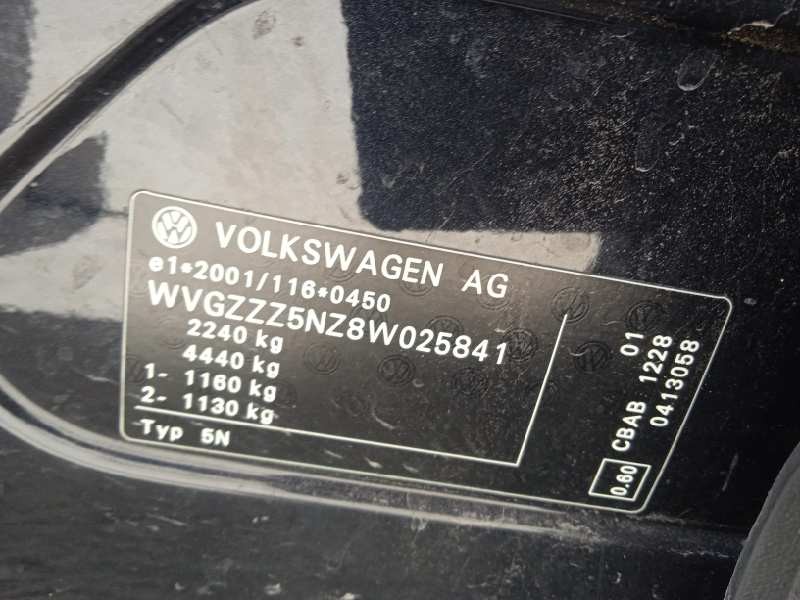 VOLKSWAGEN AG
e1*2001/116*0450
WVGZZZ5NZ8W025841
2240 kg
4440 kg
1- 1160 kg
2- 1130 kg
Typ 5N
01
CBAB 1228
0413058
0.60